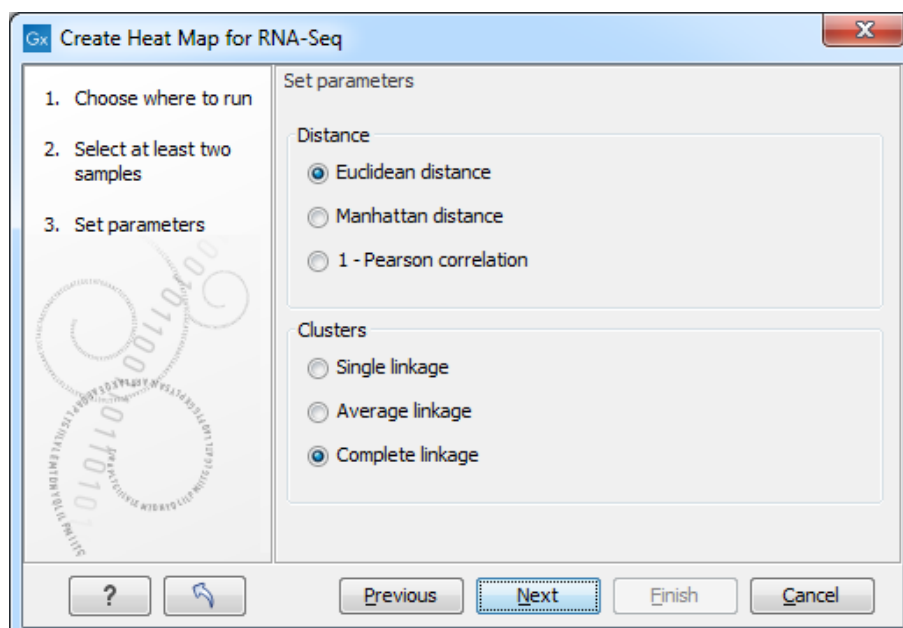 Gx Create Heat Map for RNA-Seq
1. Choose where to run
2. Select at least two
samples
3. Set parameters
Set parameters
Distance
Euclidean distance
Manhattan distance
1 - Pearson correlation
Clusters
Single linkage
Average linkage
Complete linkage
?
Previous
Next
Finish
Cancel